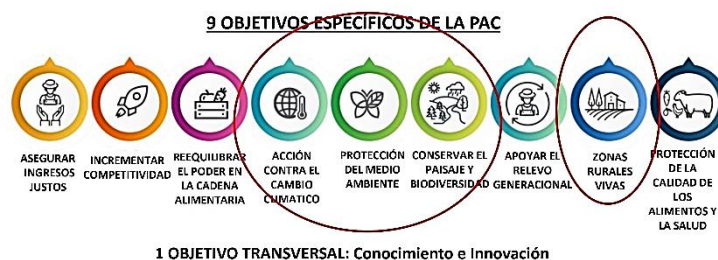 9 OBJETIVOS ESPECÍFICOS DE LA PAC
ASEGURAR
INGRESOS
JUSTOS
INCREMENTAR
COMPETITIVIDAD
REEQUILIBRAR
EL PODER EN
LA CADENA
ALIMENTARIA
ACCIÓN
CONTRA EL
CAMBIO
CLIMATICO
PROTECCIÓN
DEL MEDIO
AMBIENTE
CONSERVAR EL
PAISAJE Y
BIODIVERSIDAD
APOYAR EL
RELEVO
GENERACIONAL
ZONAS
RURALES
VIVAS
PROTECCIÓN
DE LA
CALIDAD DE
LOS
ALIMENTOS Y
LA SALUD
1 OBJETIVO TRANSVERSAL: Conocimiento e Innovación